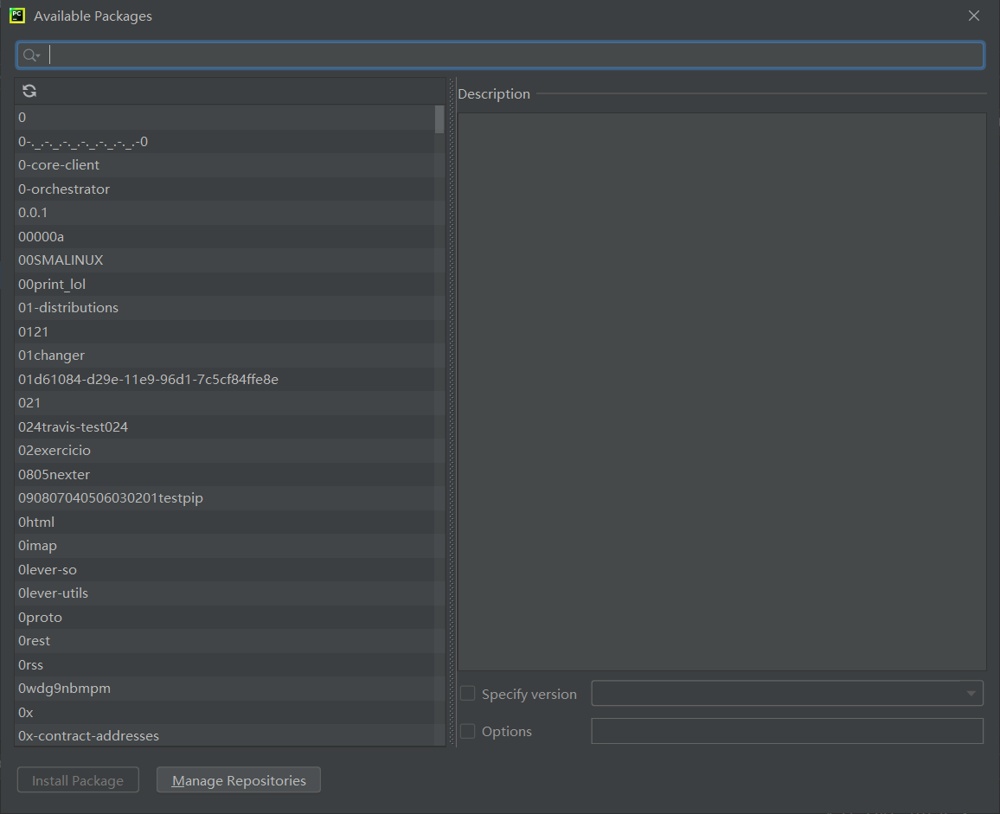 PC
Available Packages
Description
0
0-._.-._.-._.-._.-._.-._.-0
0-core-client
0-orchestrator
0.0.1
00000a
00SMALINUX
00print_lol
01-distributions
0121
01changer
01d61084-d29e-11e9-96d1-7c5cf84ffe8e
021
024travis-test024
02exercicio
0805nexter
090807040506030201testpip
0html
0imap
0lever-so
0lever-utils
0proto
0rest
0rss
0wdg9nbmpm
0x
0x-contract-addresses
Specify version
Options
Install Package
Manage Repositories